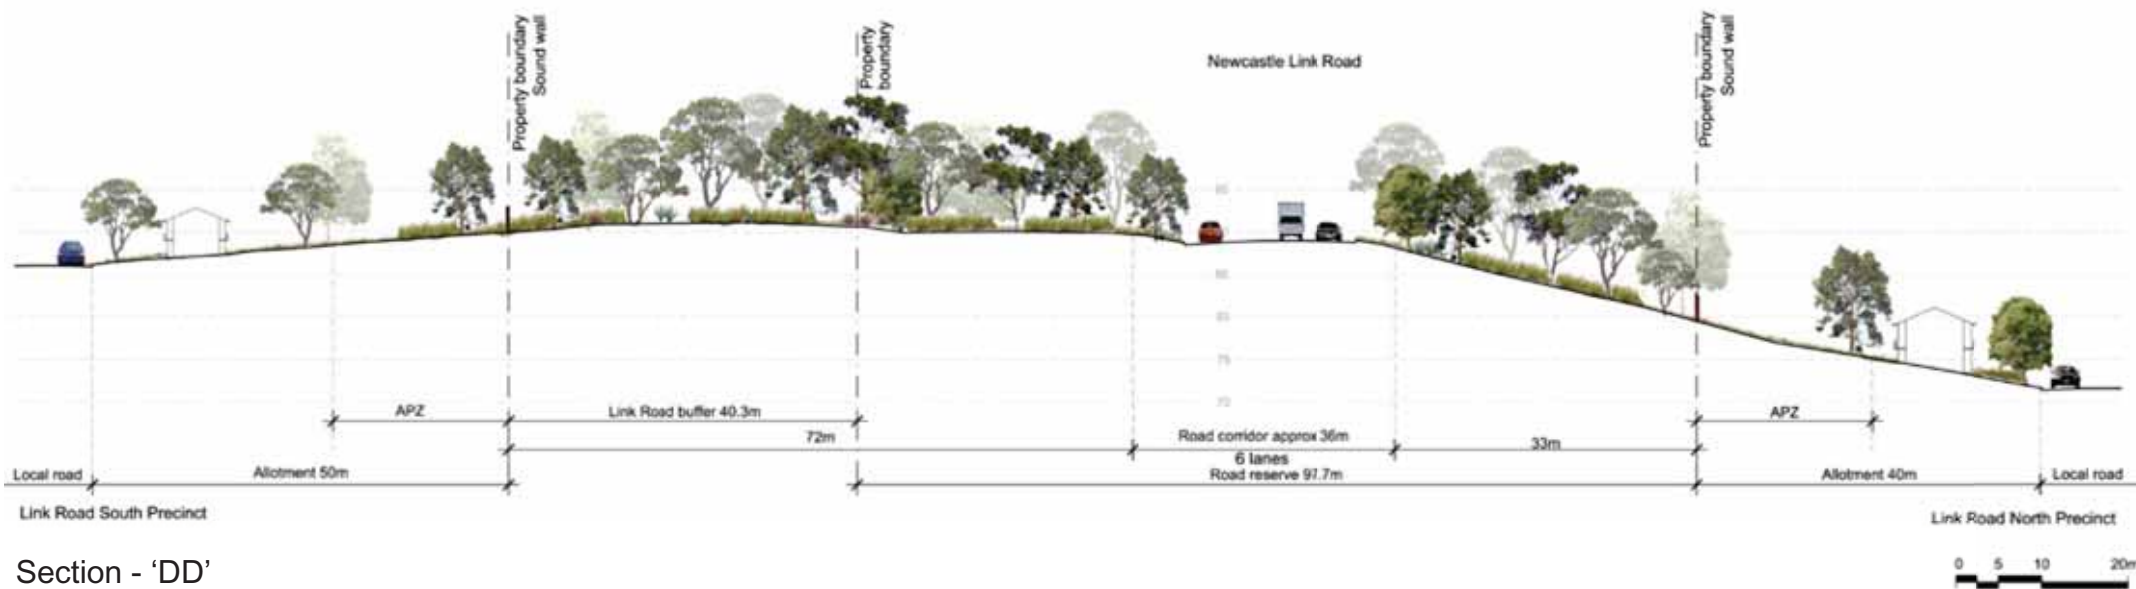 Property boundary
Sound wall
Property
boundary
Newcastle Link Road
Property boundary
Sound wall
APZ
Link Road buffer 40.3m
72m
Road corridor approx 36m
6 lanes
33m
APZ
Local road
Allotment 50m
Road reserve 97.7m
Allotment 40m
Local road
Link Road South Precinct
Link Road North Precinct
Section - ‘DD’
0 5 10 20m